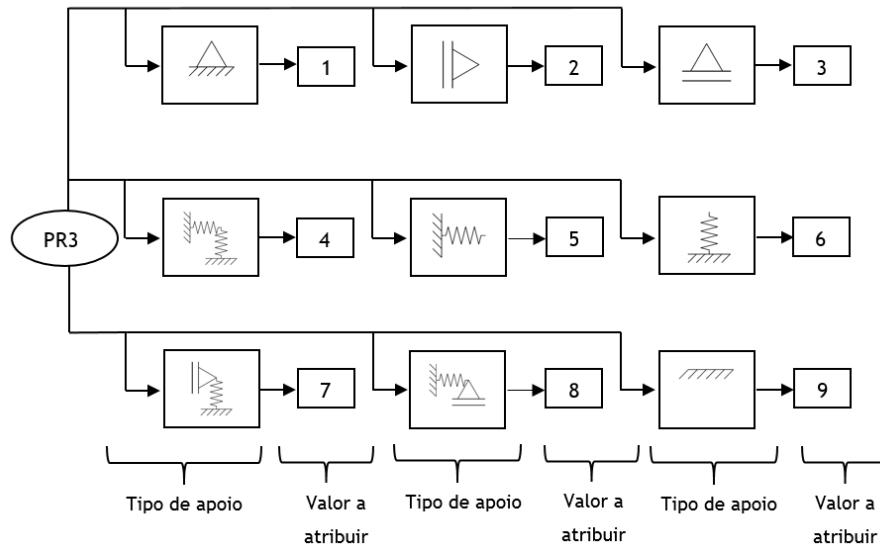 1
2
3
PR3
4
5
6
7
8
9
Tipo de apoio
Valor a
atribuir
Tipo de apoio
Valor a
atribuir
Tipo de apoio
Valor a
atribuir